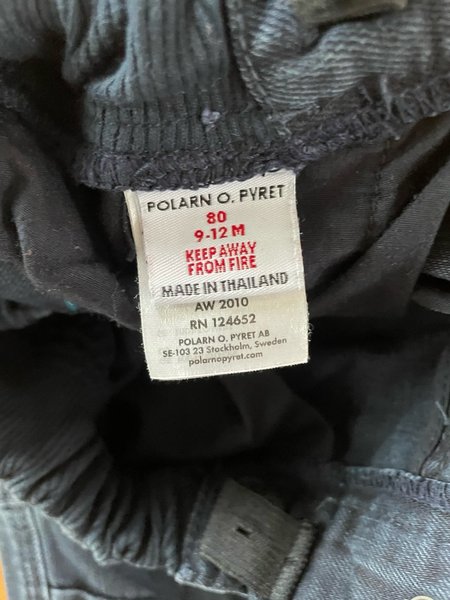 POLARN O. PYRET
80
9-12 M
KEEP AWAY
FROM FIRE
MADE IN THAILAND
AW 2010
RN 124652
POLARN O. PYRET AB
SE-103 23 Stockholm, Sweden
polarnopyret.com